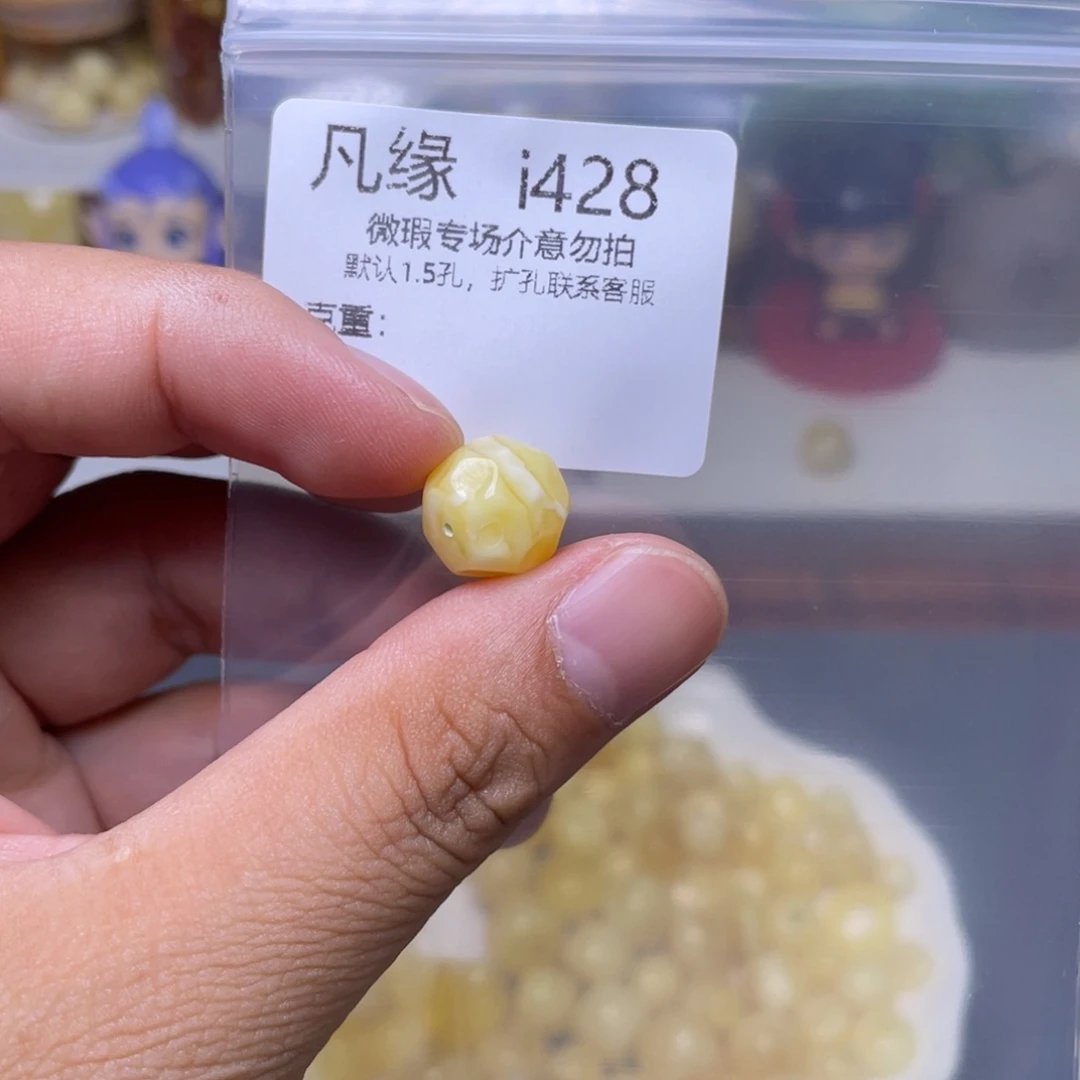 凡缘 i428
微瑕专场介意勿拍
默认1.5孔，扩孔联系客服
克重：